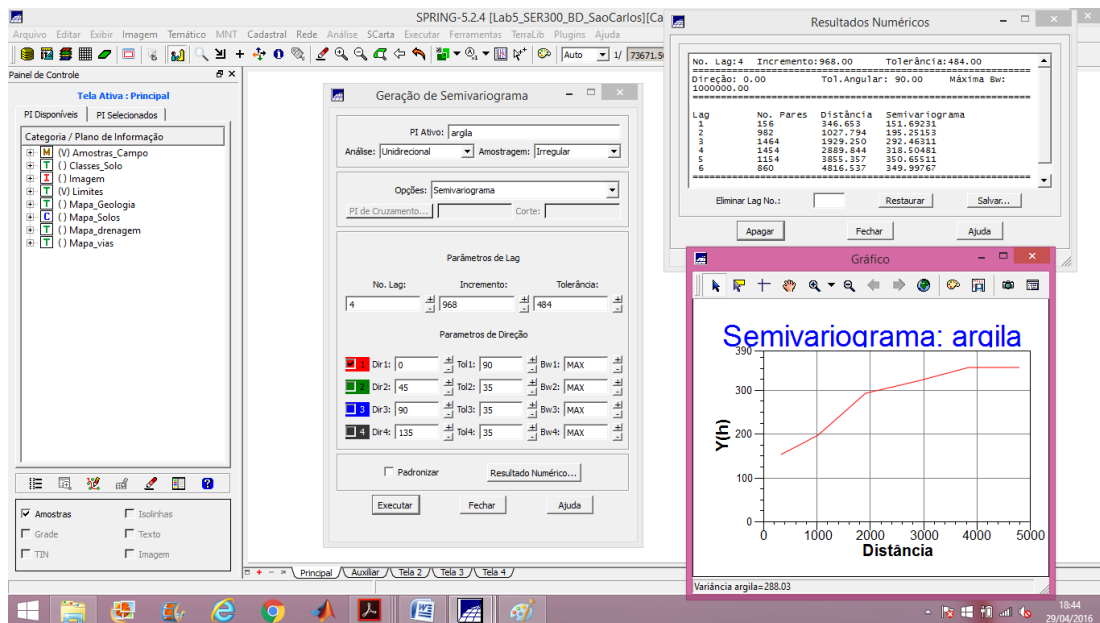 SPRING-5.2.4 [Lab5_SER300_BD_SaoCarlos][Ca
Arquivo Editar Exibir Imagem Temático MNT Cadastral Rede Análise SCarta Executar Ferramentas TerraLib Plugins Ajuda
Auto 1/ 73671.5
Painel de Controle
Tela Ativa : Principal
PI Disponíveis PI Selecionados
Categoria / Plano de Informação
M (V) Amostras_Campo
T () Classes_Solo
I () Imagem
T (V) Limites
T () Mapa_Geologia
C () Mapa_Solos
T () Mapa_drenagem
T () Mapa_vias
Amostras Isolinhas
Grade Texto
TIN Imagem
Geração de Semivariograma
PI Ativo: argila
Análise: Unidirecional Amostragem: Irregular
Opções: Semivariograma
PI de Cruzamento... Corte:
Parâmetros de Lag
No. Lag: Incremento: Tolerância:
4 968 484
Parametros de Direção
1 Dir1: 0 Tol1: 90 Bw1: MAX
2 Dir2: 45 Tol2: 35 Bw2: MAX
3 Dir3: 90 Tol3: 35 Bw3: MAX
4 Dir4: 135 Tol4: 35 Bw4: MAX
Padronizar Resultado Numérico...
Executar Fechar Ajuda
Principal Auxiliar Tela 2 Tela 3 Tela 4
Resultados Numéricos
No. Lag:4 Incremento:968.00 Tolerância:484.00
Direção: 0.00 Tol.Angular: 90.00 Máxima Bw:
1000000.00
Lag No. Pares Distância Semivariograma
1 156 346.653 151.69231
2 982 1027.794 195.25153
3 1464 1929.250 292.46311
4 1454 2889.844 318.50481
5 1154 3855.357 350.65511
6 860 4816.537 349.99767
Eliminar Lag No.: Restaurar Salvar...
Apagar Fechar Ajuda
Gráfico
Semivariograma: argila
390
300
200
100
0
Y(h)
0 1000 2000 3000 4000 5000
Distância
Variância argila=288.03
18:44
29/04/2016